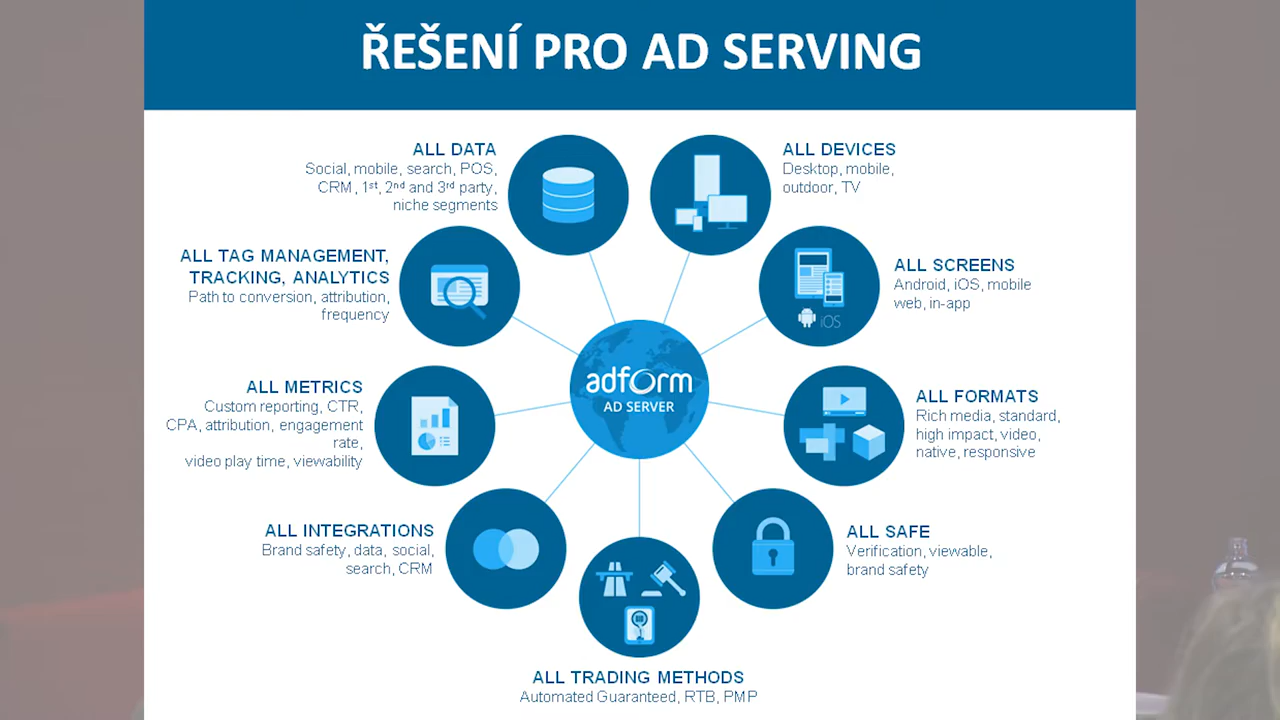 ŘEŠENÍ PRO AD SERVING
ALL DATA
Social, mobile, search, POS,
CRM, 1st, 2nd and 3rd party,
niche segments
ALL DEVICES
Desktop, mobile,
outdoor, TV
ALL TAG MANAGEMENT,
TRACKING, ANALYTICS
Path to conversion, attribution,
frequency
ALL SCREENS
Android, iOS, mobile
web, in-app
iOS
adform
AD SERVER
ALL METRICS
Custom reporting, CTR,
CPA, attribution, engagement
rate,
video play time, viewability
ALL FORMATS
Rich media, standard,
high impact, video,
native, responsive
ALL INTEGRATIONS
Brand safety, data, social,
search, CRM
ALL SAFE
Verification, viewable,
brand safety
ALL TRADING METHODS
Automated Guaranteed, RTB, PMP